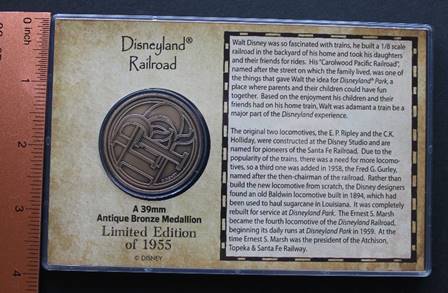 Disneyland®
Railroad
A 39mm
Antique Bronze Medallion
Limited Edition
of 1955
© DISNEY
Walt Disney was so fascinated with trains, he built a 1/8 scale
railroad in the backyard of his home and took his daughters
and their friends for rides. His "Carolwood Pacific Railroad",
named after the street on which the family lived, was one of
the things that gave Walt the idea for Disneyland® Park, a
place where parents and their children could have fun
together. Based on the enjoyment his children and their
friends had on his home train, Walt was adamant a train be a
major part of the Disneyland experience.
The original two locomotives, the E. P. Ripley and the C.K.
Holliday, were constructed at the Disney Studio and are
named for pioneers of the Santa Fe Railroad. Due to the
popularity of the trains, there was a need for more locomo-
tives, so a third one was added in 1958, the Fred G. Gurley,
named after the then-chairman of the railroad. Rather than
build the new locomotive from scratch, the Disney designers
found an old Baldwin locomotive built in 1894, which had
been used to haul sugarcane in Louisiana. It was completely
rebuilt for service at Disneyland Park. The Ernest S. Marsh
became the fourth locomotive of the Disneyland Railroad,
beginning its daily runs at Disneyland Park in 1959. At the
time Ernest S. Marsh was the president of the Atchison,
Topeka & Santa Fe Railway.
0 inch
1
2
3
4